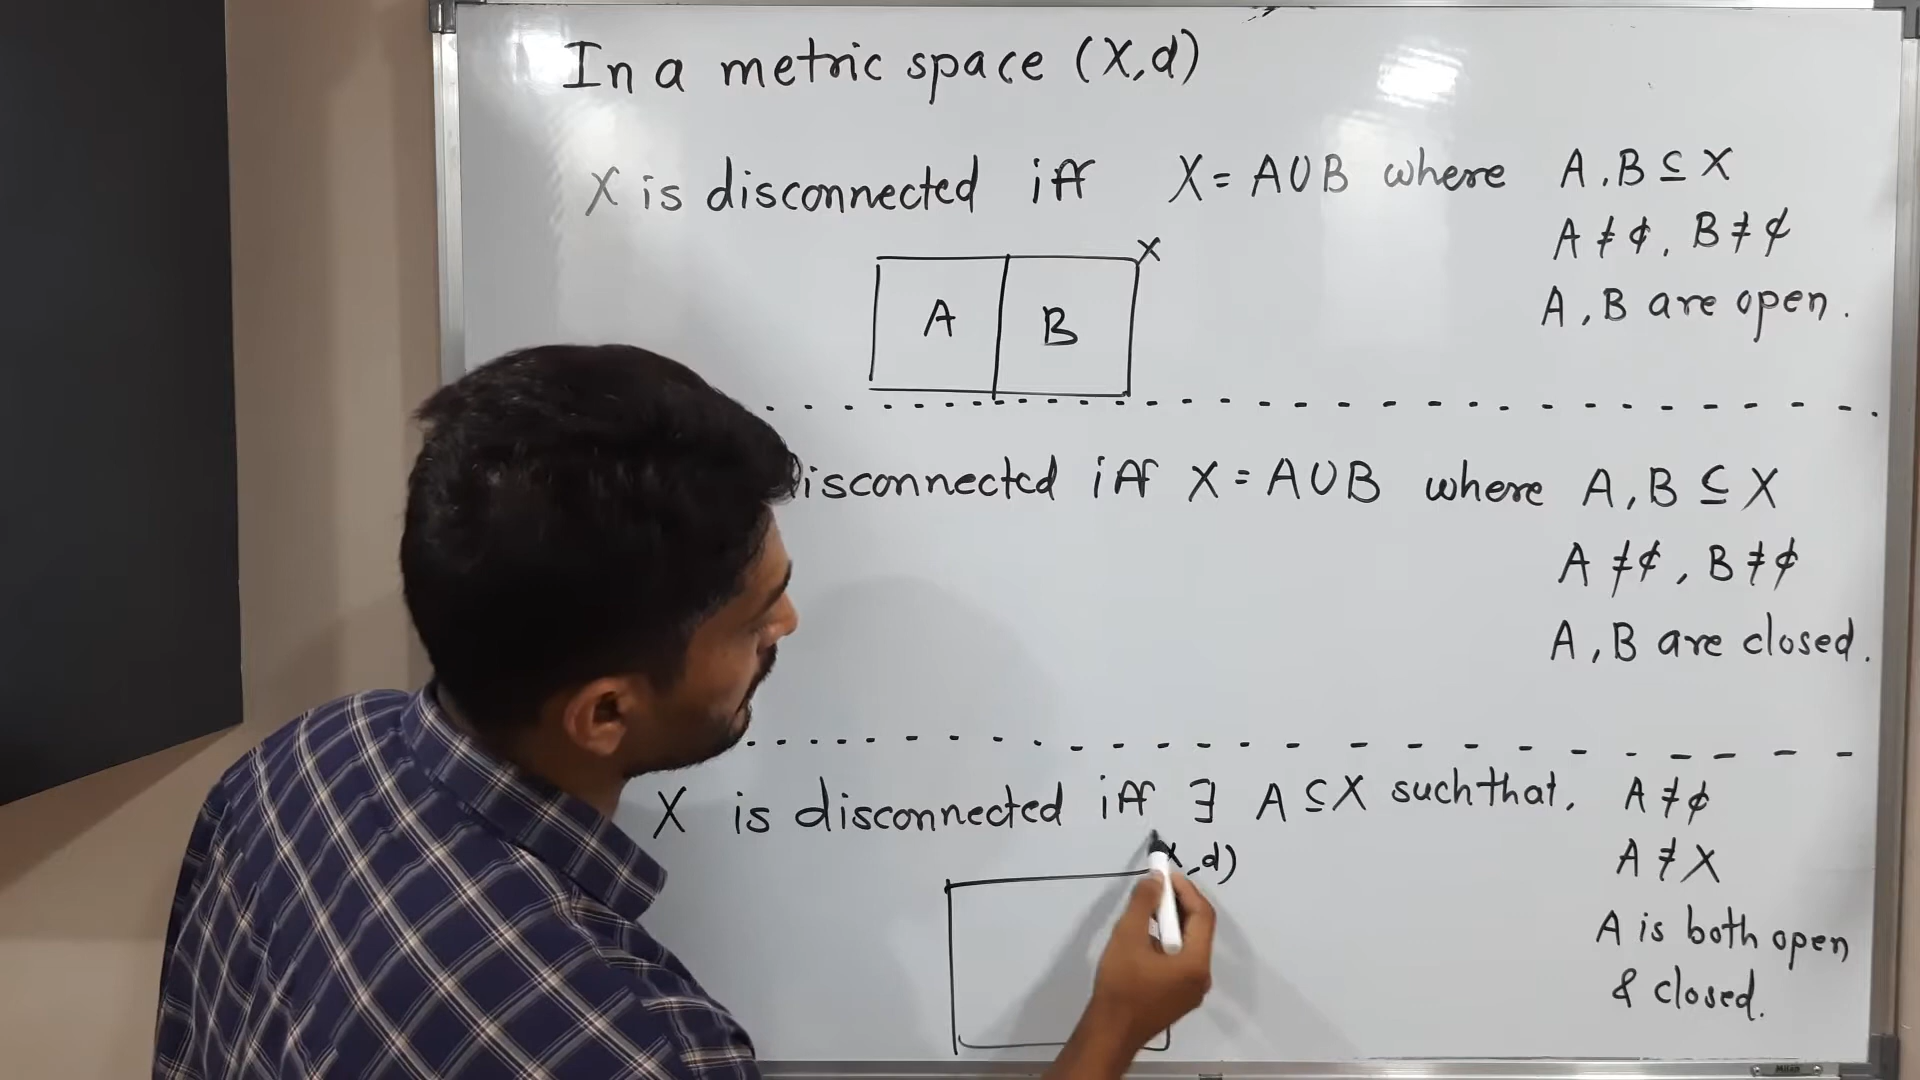 In a metric space (X,d)
X is disconnected iff X = A∪B where A,B ⊆ X
A ≠ ϕ, B ≠ ϕ
A, B are open.
X
A B
disconnected iff X = A∪B where A, B ⊆ X
A ≠ ϕ, B ≠ ϕ
A, B are closed.
X is disconnected iff ∃ A ⊆ X such that, A ≠ ϕ
A ≠ X
,d)
A is both open
& closed.